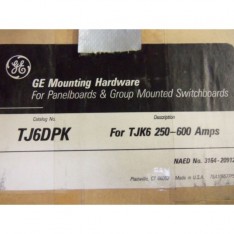 GE Mounting Hardware
For Panelboards & Group Mounted Switchboards
Catalog No.
Description
TJ6DPK
For TJK6 250-600 Amps
NAED No.
Plainville, CT 06062
Made in U.S.A.